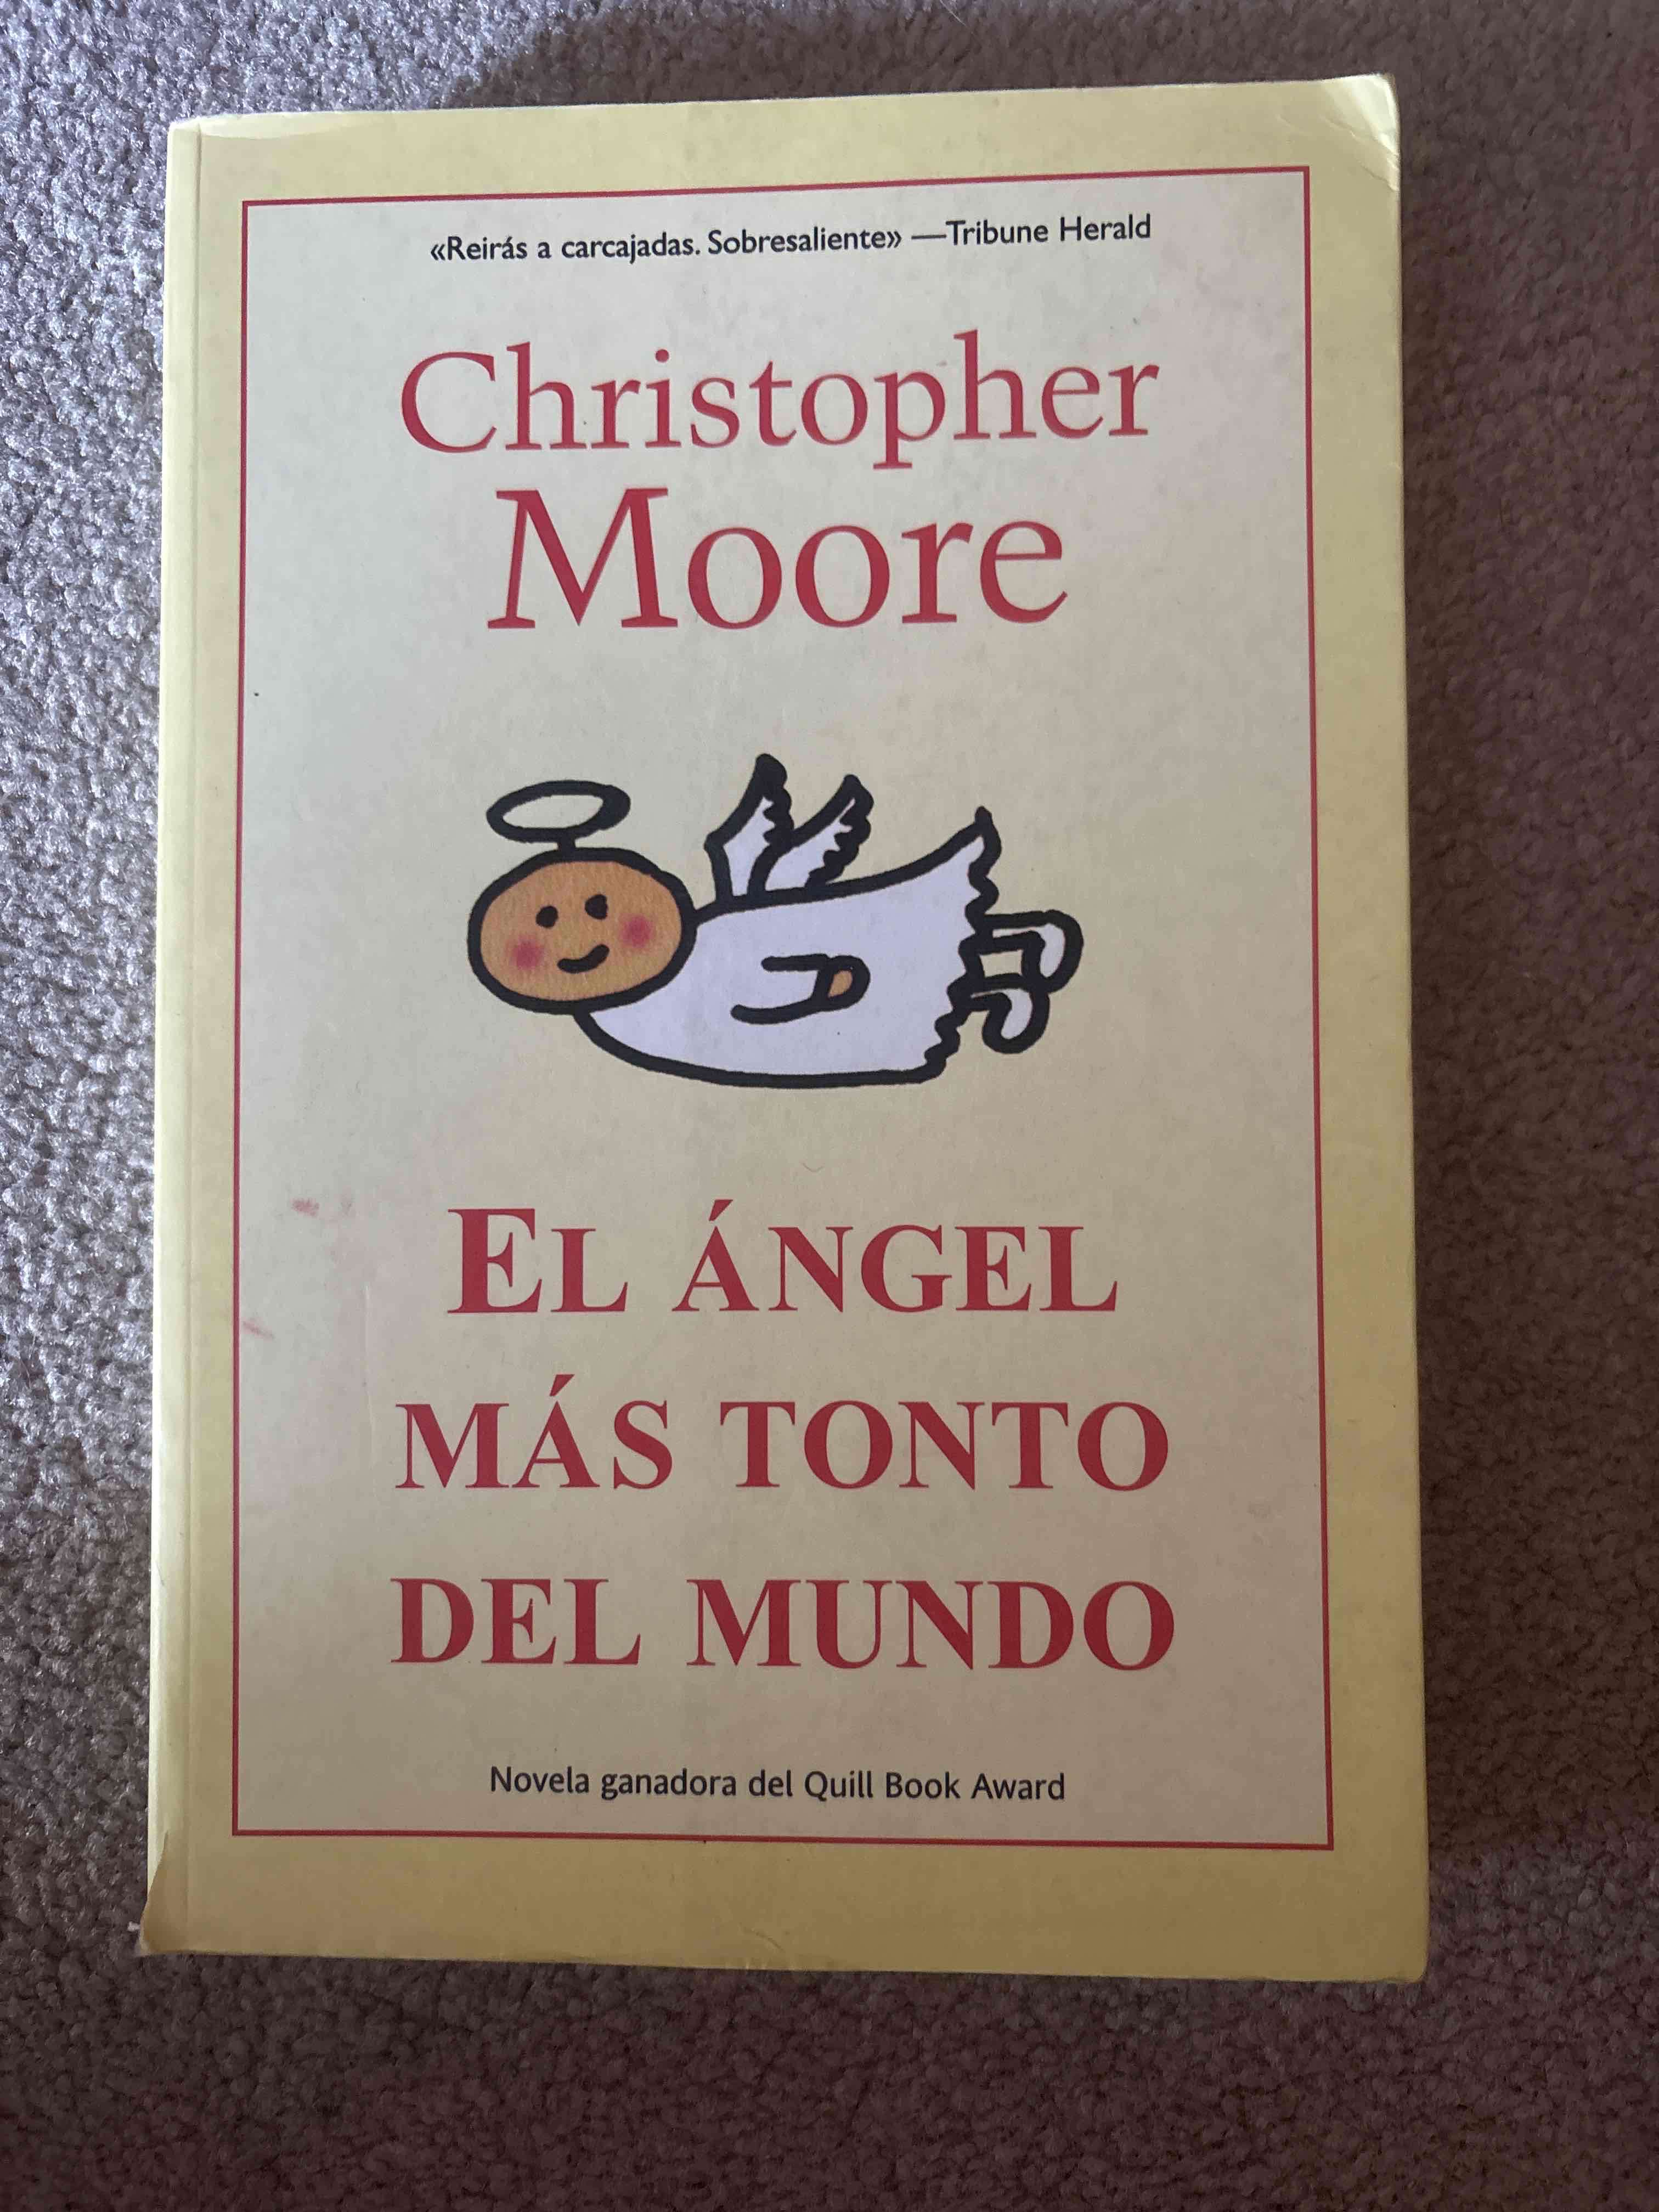 «Reirás a carcajadas. Sobresaliente» —Tribune Herald
Christopher
Moore
EL ÁNGEL
MÁS TONTO
DEL MUNDO
Novela ganadora del Quill Book Award